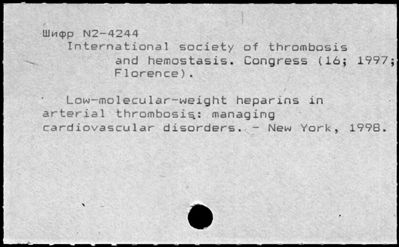 Шифр N2-4244
International society of thrombosis
and hemostasis. Congress (16; 1997;
Florence).
Low-molecular-weight heparins in
arterial thrombosis: managing
cardiovascular disorders. - New York, 1998.